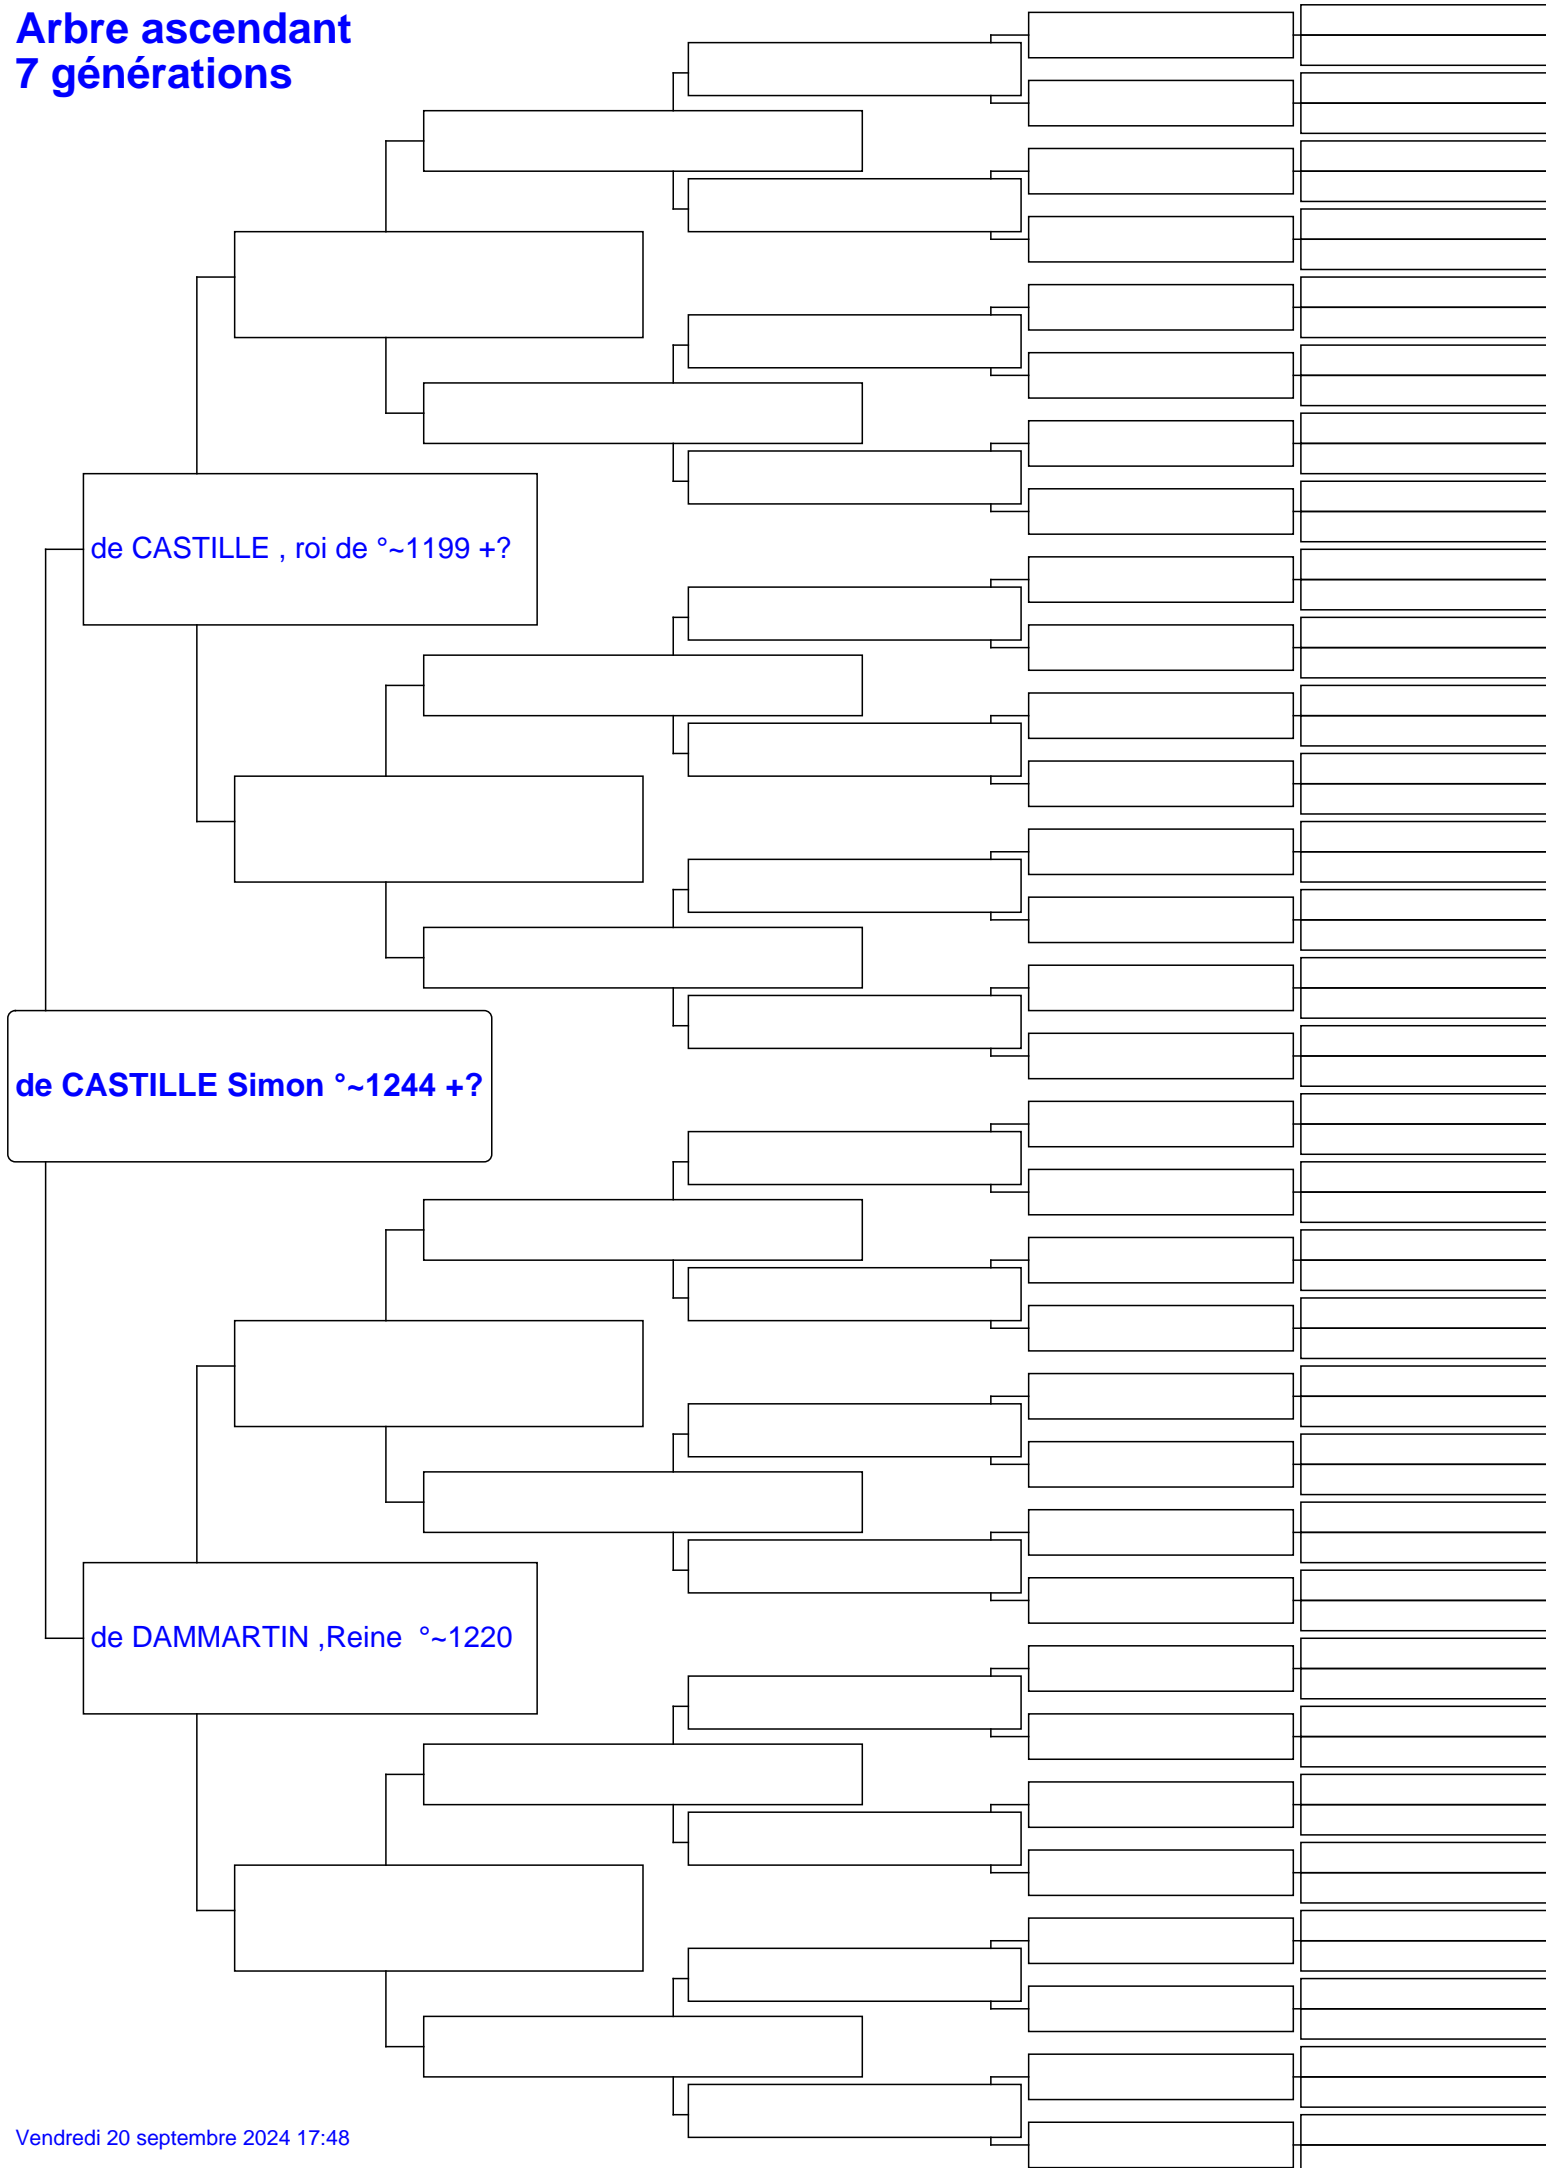 Arbre ascendant
7 générations
de CASTILLE , roi de °~1199 +?
de CASTILLE Simon °~1244 +?
de DAMMARTIN ,Reine  °~1220
Vendredi 20 septembre 2024 17:48